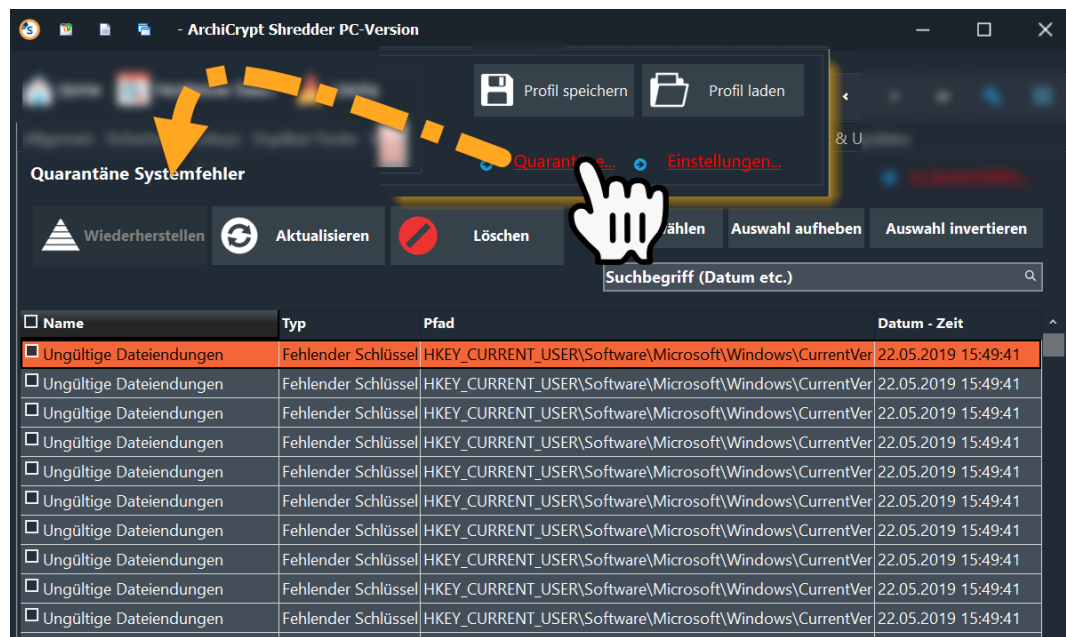 - ArchiCrypt Shredder PC-Version
Profil speichern
Profil laden
& U
Quarantäne...
Einstellungen...
Quarantäne Systemfehler
Wiederherstellen
Aktualisieren
Löschen
Auswahl aufheben
Auswahl invertieren
Suchbegriff (Datum etc.)
Name Typ Pfad Datum - Zeit
Ungültige Dateiendungen Fehlender Schlüssel HKEY_CURRENT_USER\Software\Microsoft\Windows\CurrentVer 22.05.2019 15:49:41
Ungültige Dateiendungen Fehlender Schlüssel HKEY_CURRENT_USER\Software\Microsoft\Windows\CurrentVer 22.05.2019 15:49:41
Ungültige Dateiendungen Fehlender Schlüssel HKEY_CURRENT_USER\Software\Microsoft\Windows\CurrentVer 22.05.2019 15:49:41
Ungültige Dateiendungen Fehlender Schlüssel HKEY_CURRENT_USER\Software\Microsoft\Windows\CurrentVer 22.05.2019 15:49:41
Ungültige Dateiendungen Fehlender Schlüssel HKEY_CURRENT_USER\Software\Microsoft\Windows\CurrentVer 22.05.2019 15:49:41
Ungültige Dateiendungen Fehlender Schlüssel HKEY_CURRENT_USER\Software\Microsoft\Windows\CurrentVer 22.05.2019 15:49:41
Ungültige Dateiendungen Fehlender Schlüssel HKEY_CURRENT_USER\Software\Microsoft\Windows\CurrentVer 22.05.2019 15:49:41
Ungültige Dateiendungen Fehlender Schlüssel HKEY_CURRENT_USER\Software\Microsoft\Windows\CurrentVer 22.05.2019 15:49:41
Ungültige Dateiendungen Fehlender Schlüssel HKEY_CURRENT_USER\Software\Microsoft\Windows\CurrentVer 22.05.2019 15:49:41
Ungültige Dateiendungen Fehlender Schlüssel HKEY_CURRENT_USER\Software\Microsoft\Windows\CurrentVer 22.05.2019 15:49:41